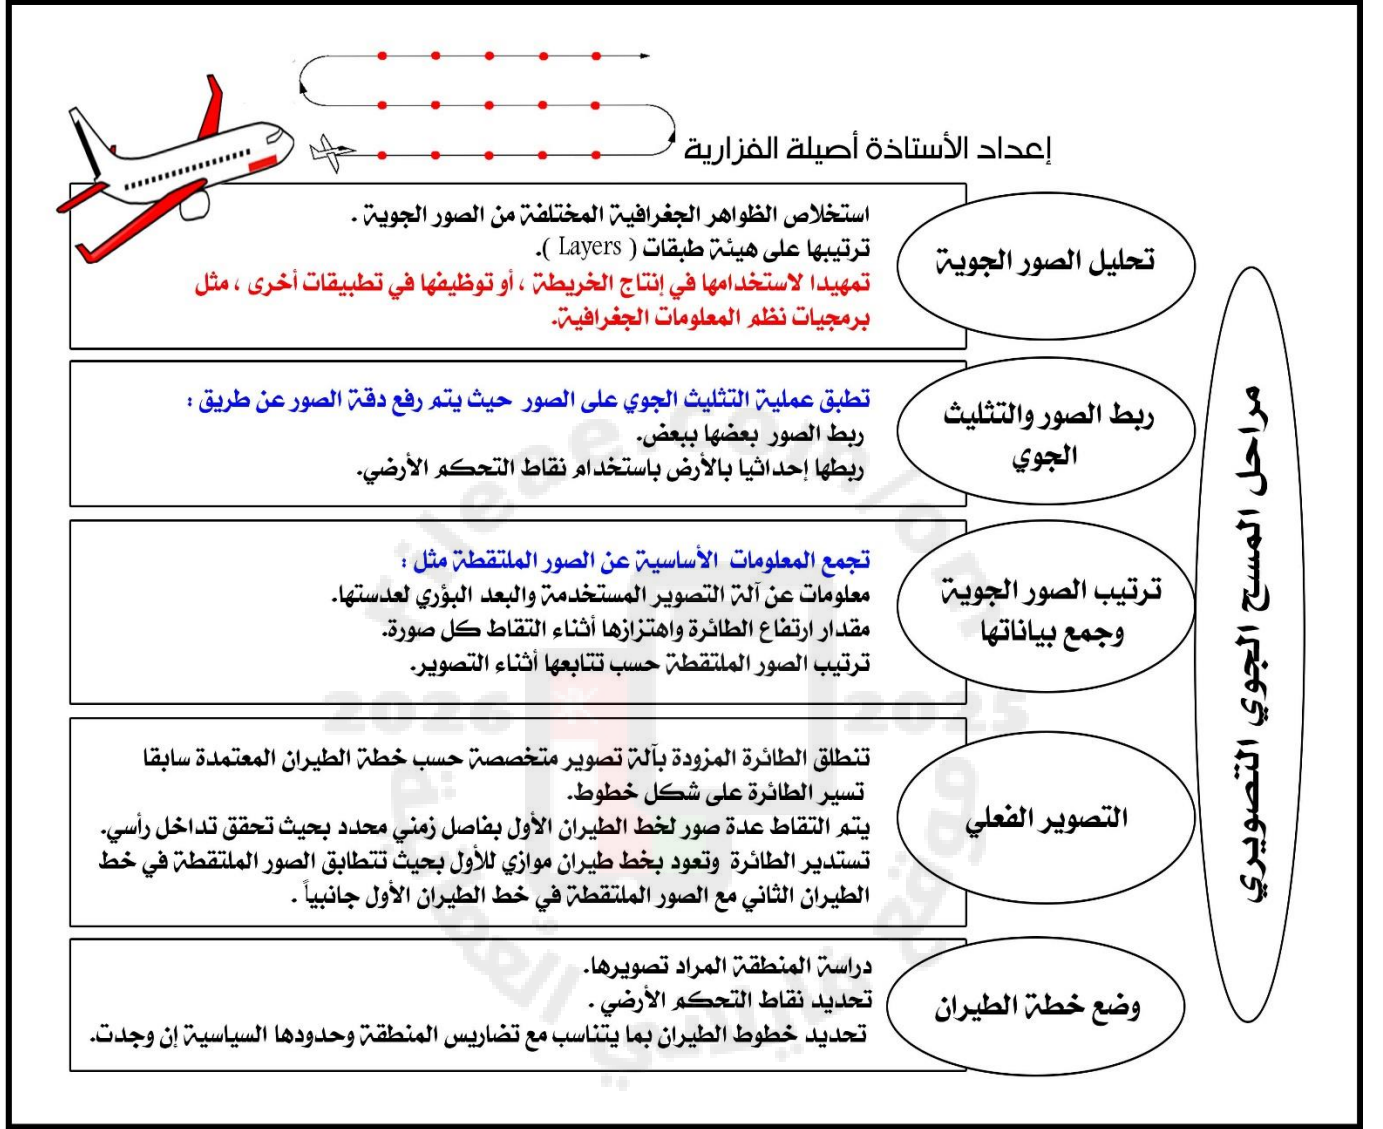 إعداد الأستاذة أصيلة الفزارية
مراحل المسح الجوي التصويري
تحليل الصور الجوية
استخلاص الظواهر الجغرافية المختلفة من الصور الجوية .
ترتيبها على هيئة طبقات ( Layers ).
تمهيدا لاستخدامها في إنتاج الخريطة ، أو توظيفها في تطبيقات أخرى ، مثل
برمجيات نظم المعلومات الجغرافية.
ربط الصور والتثليث
الجوي
تطبق عملية التثليث الجوي على الصور حيث يتم رفع دقة الصور عن طريق :
ربط الصور بعضها ببعض.
ربطها إحداثيا بالأرض باستخدام نقاط التحكم الأرضي.
ترتيب الصور الجوية
وجمع بياناتها
تجمع المعلومات الأساسية عن الصور الملتقطة مثل :
معلومات عن آلة التصوير المستخدمة والبعد البؤري لعدستها.
مقدار ارتفاع الطائرة واهتزازها أثناء التقاط كل صورة.
ترتيب الصور الملتقطة حسب تتابعها أثناء التصوير.
التصوير الفعلي
تنطلق الطائرة المزودة بآلة تصوير متخصصة حسب خطة الطيران المعتمدة سابقا
تسير الطائرة على شكل خطوط.
يتم التقاط عدة صور لخط الطيران الأول بفاصل زمني محدد بحيث تحقق تداخل رأسي.
تستدير الطائرة وتعود بخط طيران موازي للأول بحيث تتطابق الصور الملتقطة في خط
الطيران الثاني مع الصور الملتقطة في خط الطيران الأول جانبياً .
وضع خطة الطيران
دراسة المنطقة المراد تصويرها.
تحديد نقاط التحكم الأرضي .
تحديد خطوط الطيران بما يتناسب مع تضاريس المنطقة وحدودها السياسية إن وجدت.
fileae.com/om
2026 2025
موقع فايلاتي العمانية